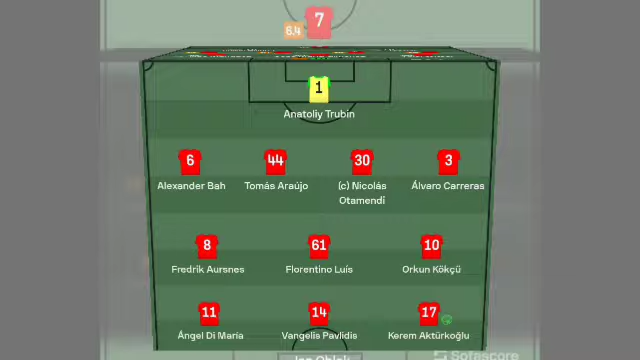 7
6.4
1
Anatoliy Trubin
6 44 30 3
Alexander Bah Tomás Araújo (c) Nicolás Otamendi Álvaro Carreras
8 61 10
Fredrik Aursnes Florentino Luís Orkun Kökçü
11 14 17
Ángel Di María Vangelis Pavlidis Kerem Aktürkoğlu
Jan Oblak
Sofascore